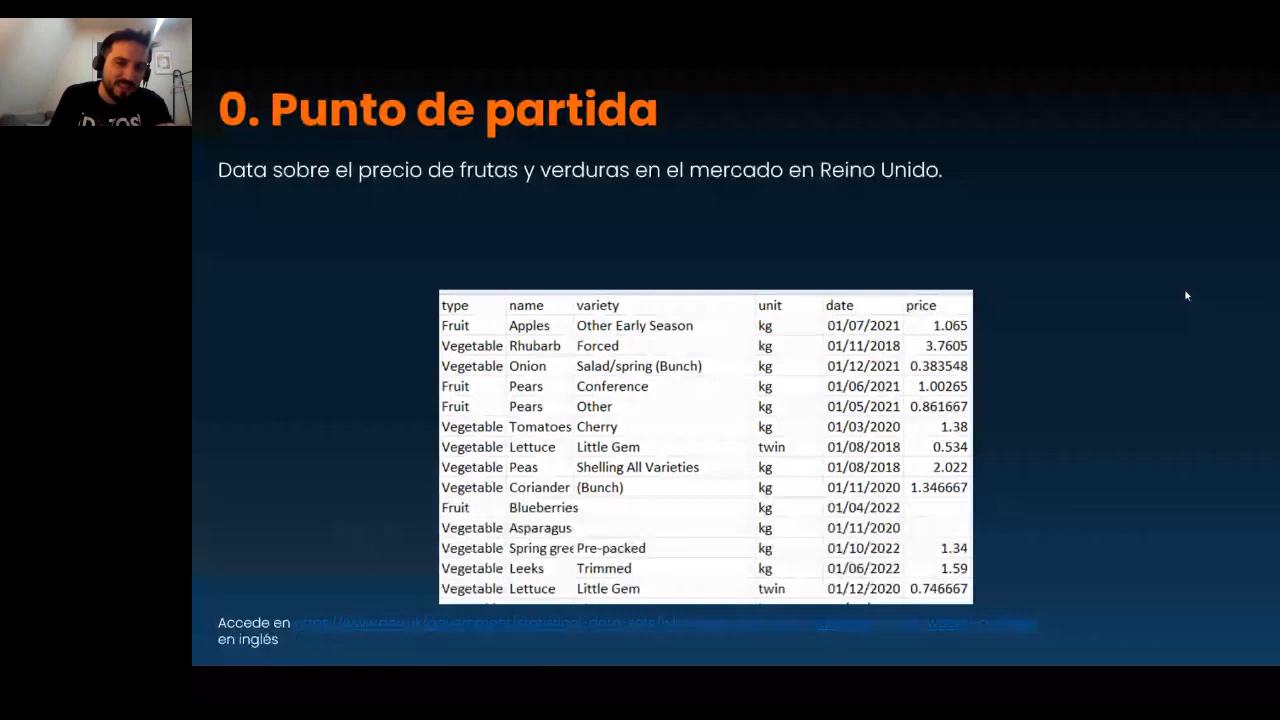 0. Punto de partida
Data sobre el precio de frutas y verduras en el mercado en Reino Unido.
type name variety unit date price
Fruit Apples Other Early Season kg 01/07/2021 1.065
Vegetable Rhubarb Forced kg 01/11/2018 3.7605
Vegetable Onion Salad/spring (Bunch) kg 01/12/2021 0.383548
Fruit Pears Conference kg 01/06/2021 1.00265
Fruit Pears Other kg 01/05/2021 0.861667
Vegetable Tomatoes Cherry kg 01/03/2020 1.38
Vegetable Lettuce Little Gem twin 01/08/2018 0.534
Vegetable Peas Shelling All Varieties kg 01/08/2018 2.022
Vegetable Coriander (Bunch) kg 01/11/2020 1.346667
Fruit Blueberries kg 01/04/2022
Vegetable Asparagus kg 01/11/2020
Vegetable Spring gree Pre-packed kg 01/10/2022 1.34
Vegetable Leeks Trimmed kg 01/06/2022 1.59
Vegetable Lettuce Little Gem twin 01/12/2020 0.746667
Accede en
en inglés